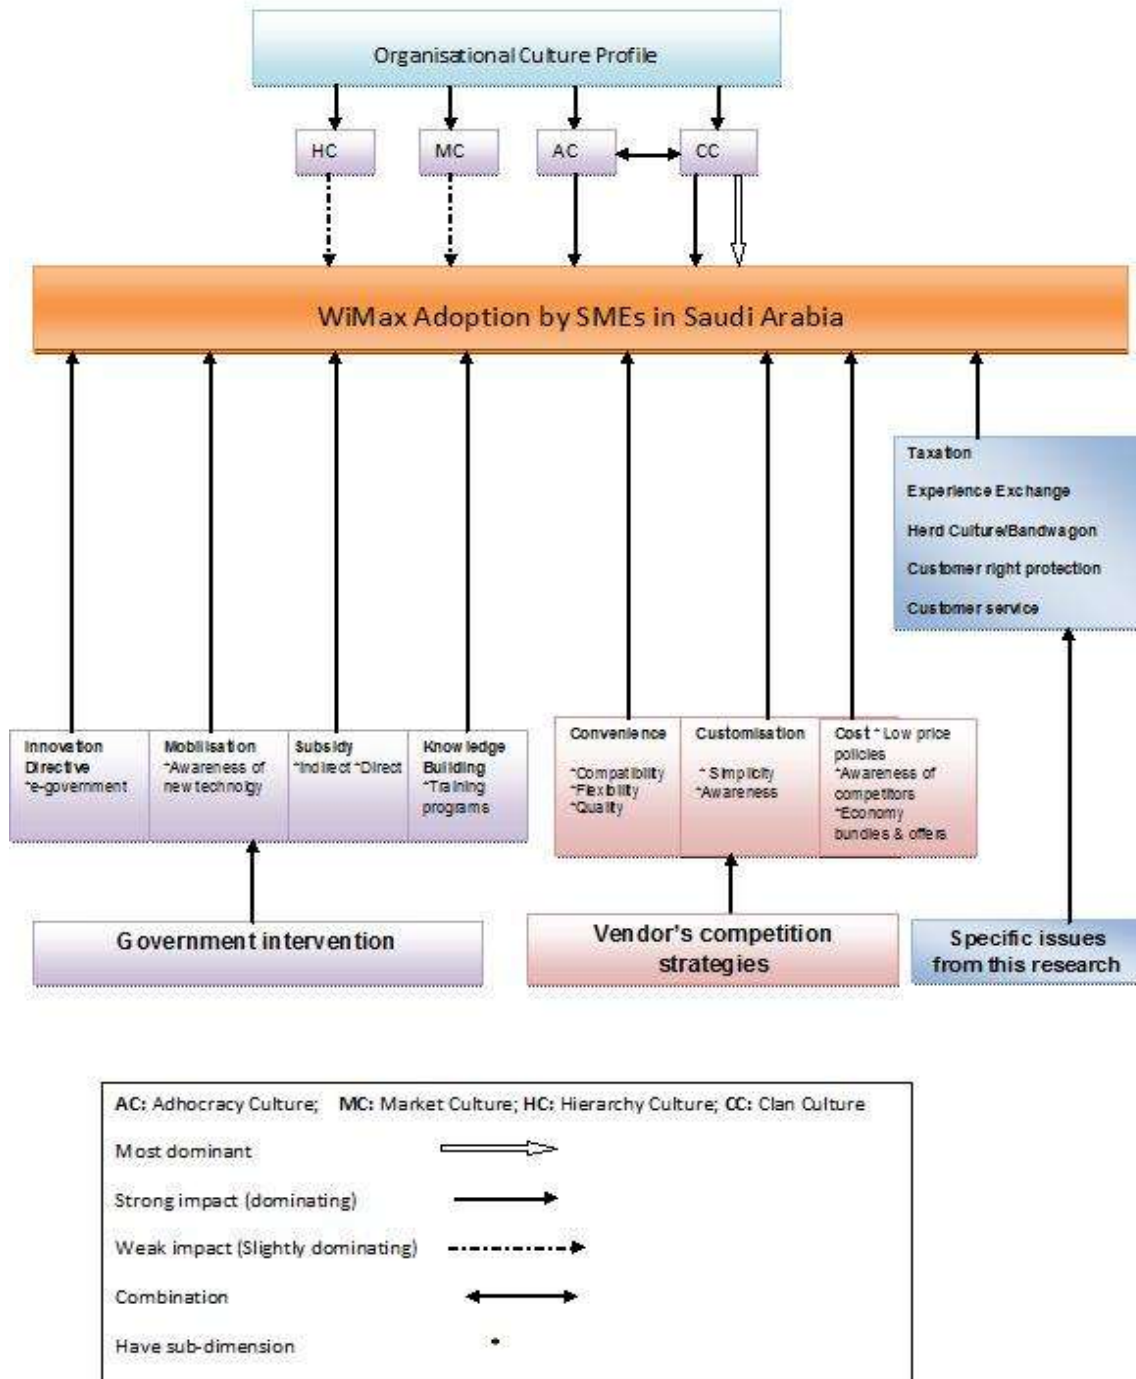 Organisational Culture Profile
HC
MC
AC
CC
WiMax Adoption by SMEs in Saudi Arabia
Taxation
Experience Exchange
Herd Culture/Bandwagon
Customer right protection
Customer service
Innovation
Directive
*e-government
Mobilisation
*Awareness of
new technolgy
Subsidy
*Indirect *Direct
Knowledge
Building
*Training
programs
Convenience
*Compatibility
*Flexibility
*Quality
Customisation
* Simplicity
*Awareness
Cost * Low price
policies
*Awareness of
competitors
*Economy
bundles & offers
Government intervention
Vendor's competition
strategies
Specific issues
from this research
AC: Adhocracy Culture; MC: Market Culture; HC: Hierarchy Culture; CC: Clan Culture
Most dominant
Strong impact (dominating)
Weak impact (Slightly dominating)
Combination
Have sub-dimension *